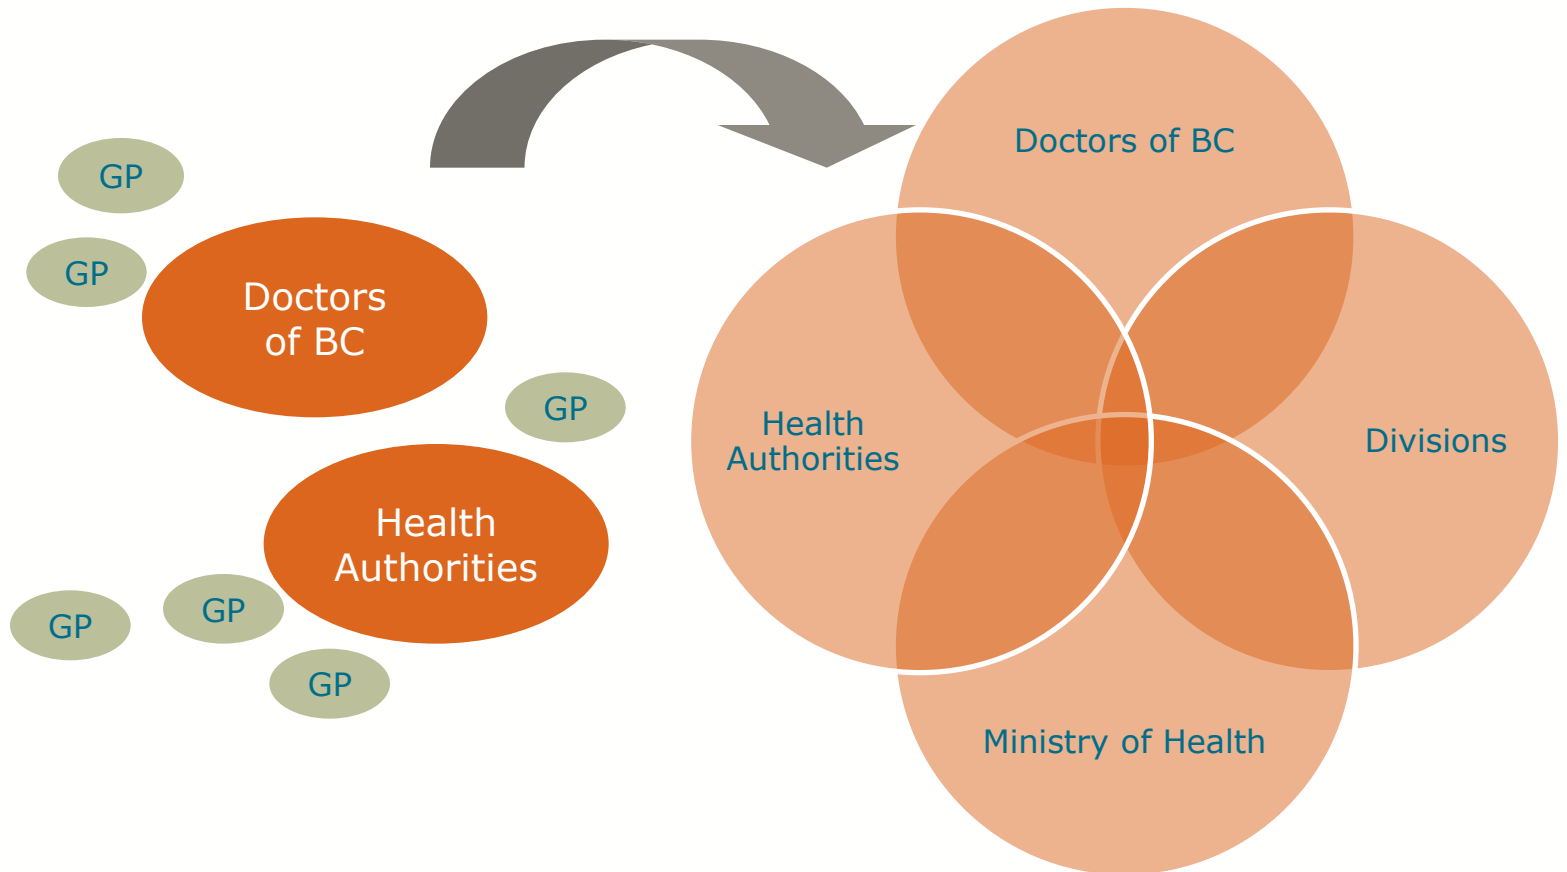 GP
GP
Doctors
of BC
GP
Health
Authorities
GP
GP
GP
Doctors of BC
Health
Authorities
Divisions
Ministry of Health